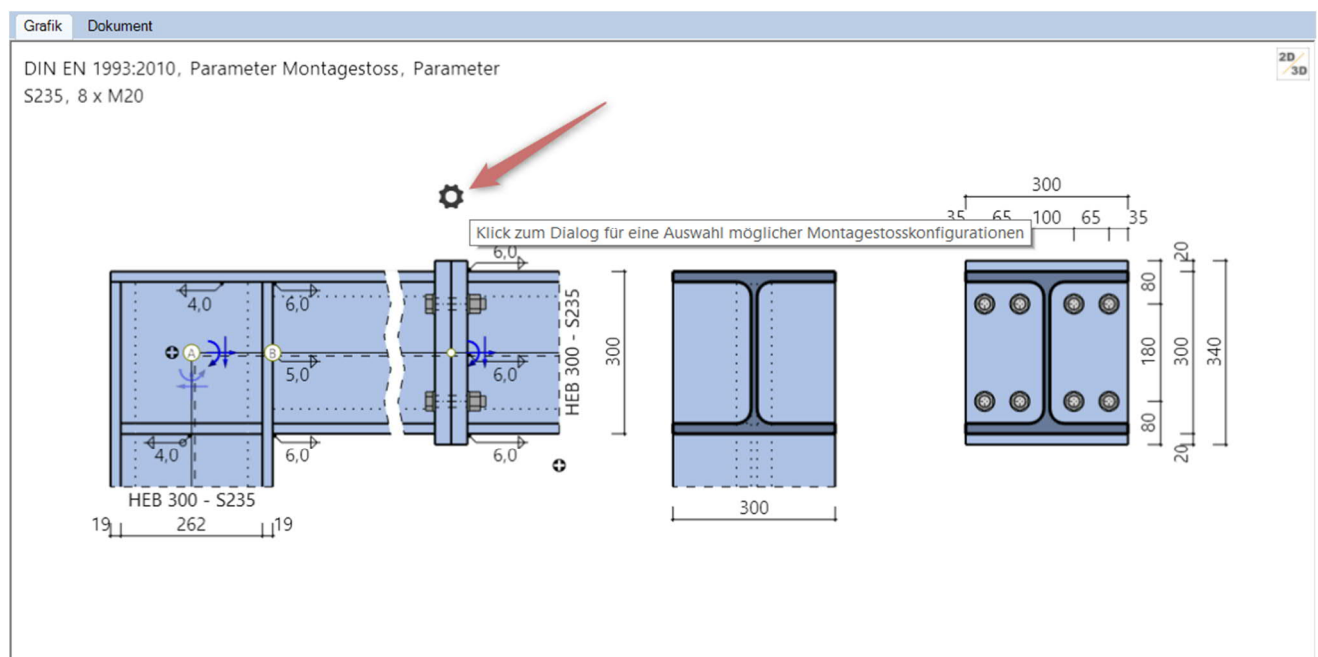 Grafik Dokument
DIN EN 1993:2010, Parameter Montagestoss, Parameter
S235, 8 x M20
2D
3D
Klick zum Dialog für eine Auswahl möglicher Montagestosskonfigurationen
6,0
4,0
6,0
A
B
5,0
6,0
4,0
6,0
6,0
HEB 300 - S235
300
HEB 300 - S235
19 262 19
300
300
35 65 100 65 35
20
80
180
80
20
300
340